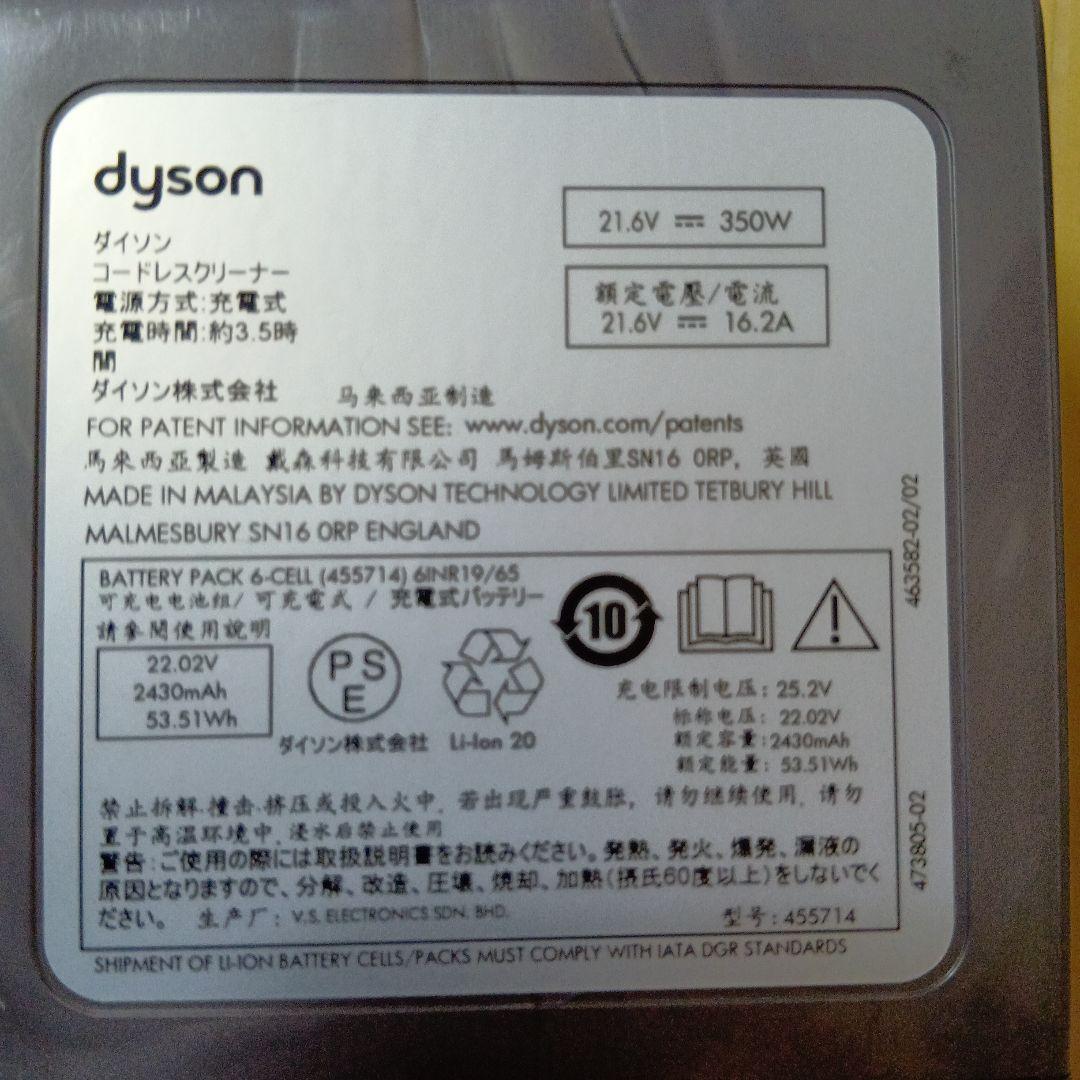 dyson
ダイソン
コードレスクリーナー
電源方式:充電式
充電時間:約3.5時
間
ダイソン株式会社
21.6V ⎓ 350W
額定電壓/電流
21.6V ⎓ 16.2A
马来西亚制造
FOR PATENT INFORMATION SEE: www.dyson.com/patents
馬來西亞製造 戴森科技有限公司 馬姆斯伯里SN16 0RP, 英國
MADE IN MALAYSIA BY DYSON TECHNOLOGY LIMITED TETBURY HILL
MALMESBURY SN16 0RP ENGLAND
463582-02/02
BATTERY PACK 6-CELL (455714) 6INR19/65
可充电电池组/ 可充電式 / 充電式バッテリー
請參閱使用說明
22.02V
2430mAh
53.51Wh
PS
E
ダイソン株式会社
Li-Ion 20
10
充电限制电压: 25.2V
标称电压: 22.02V
额定容量:2430mAh
额定能量: 53.51Wh
禁止拆解.撞击.挤压或投入火中. 若出现严重鼓胀, 请勿继续使用. 请勿
置于高温环境中. 浸水后禁止使用
警告:ご使用の際には取扱説明書をお読みください。発熱、発火、爆発、漏液の
原因となりますので、分解、改造、圧壊、焼却、加熱(摂氏60度以上)をしないでく
ださい。 生产厂: V.S. ELECTRONICS SDN. BHD.
型号:455714
473805-02
SHIPMENT OF LI-ION BATTERY CELLS/PACKS MUST COMPLY WITH IATA DGR STANDARDS